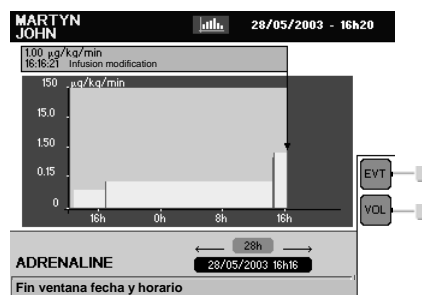 MARTYN
JOHN
28/05/2003 - 16h20
1.00 µg/kg/min
16:16:21 Infusion modification
150 µg/kg/min
15.0
1.50
0.15
0
16h 0h 8h 16h
EVT
VOL
28h
ADRENALINE
28/05/2003 16h16
Fin ventana fecha y horario